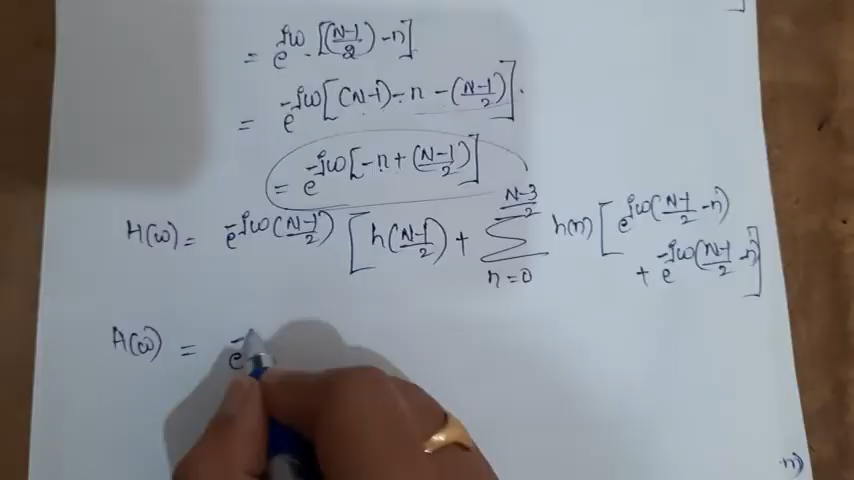 = e^{jω[(N-1/2)-n]}
= e^{-jω[(N-1)-n-(N-1/2)]}.
= e^{-jω[-n+(N-1/2)]}
H(ω) = e^{-jω(N-1/2)} [h(N-1/2) + ∑_{n=0}^{N-3/2} h(n) [e^{jω(N-1/2-n)}
+ e^{-jω(N-1/2-n)}]
H(ω) = e^-
n)